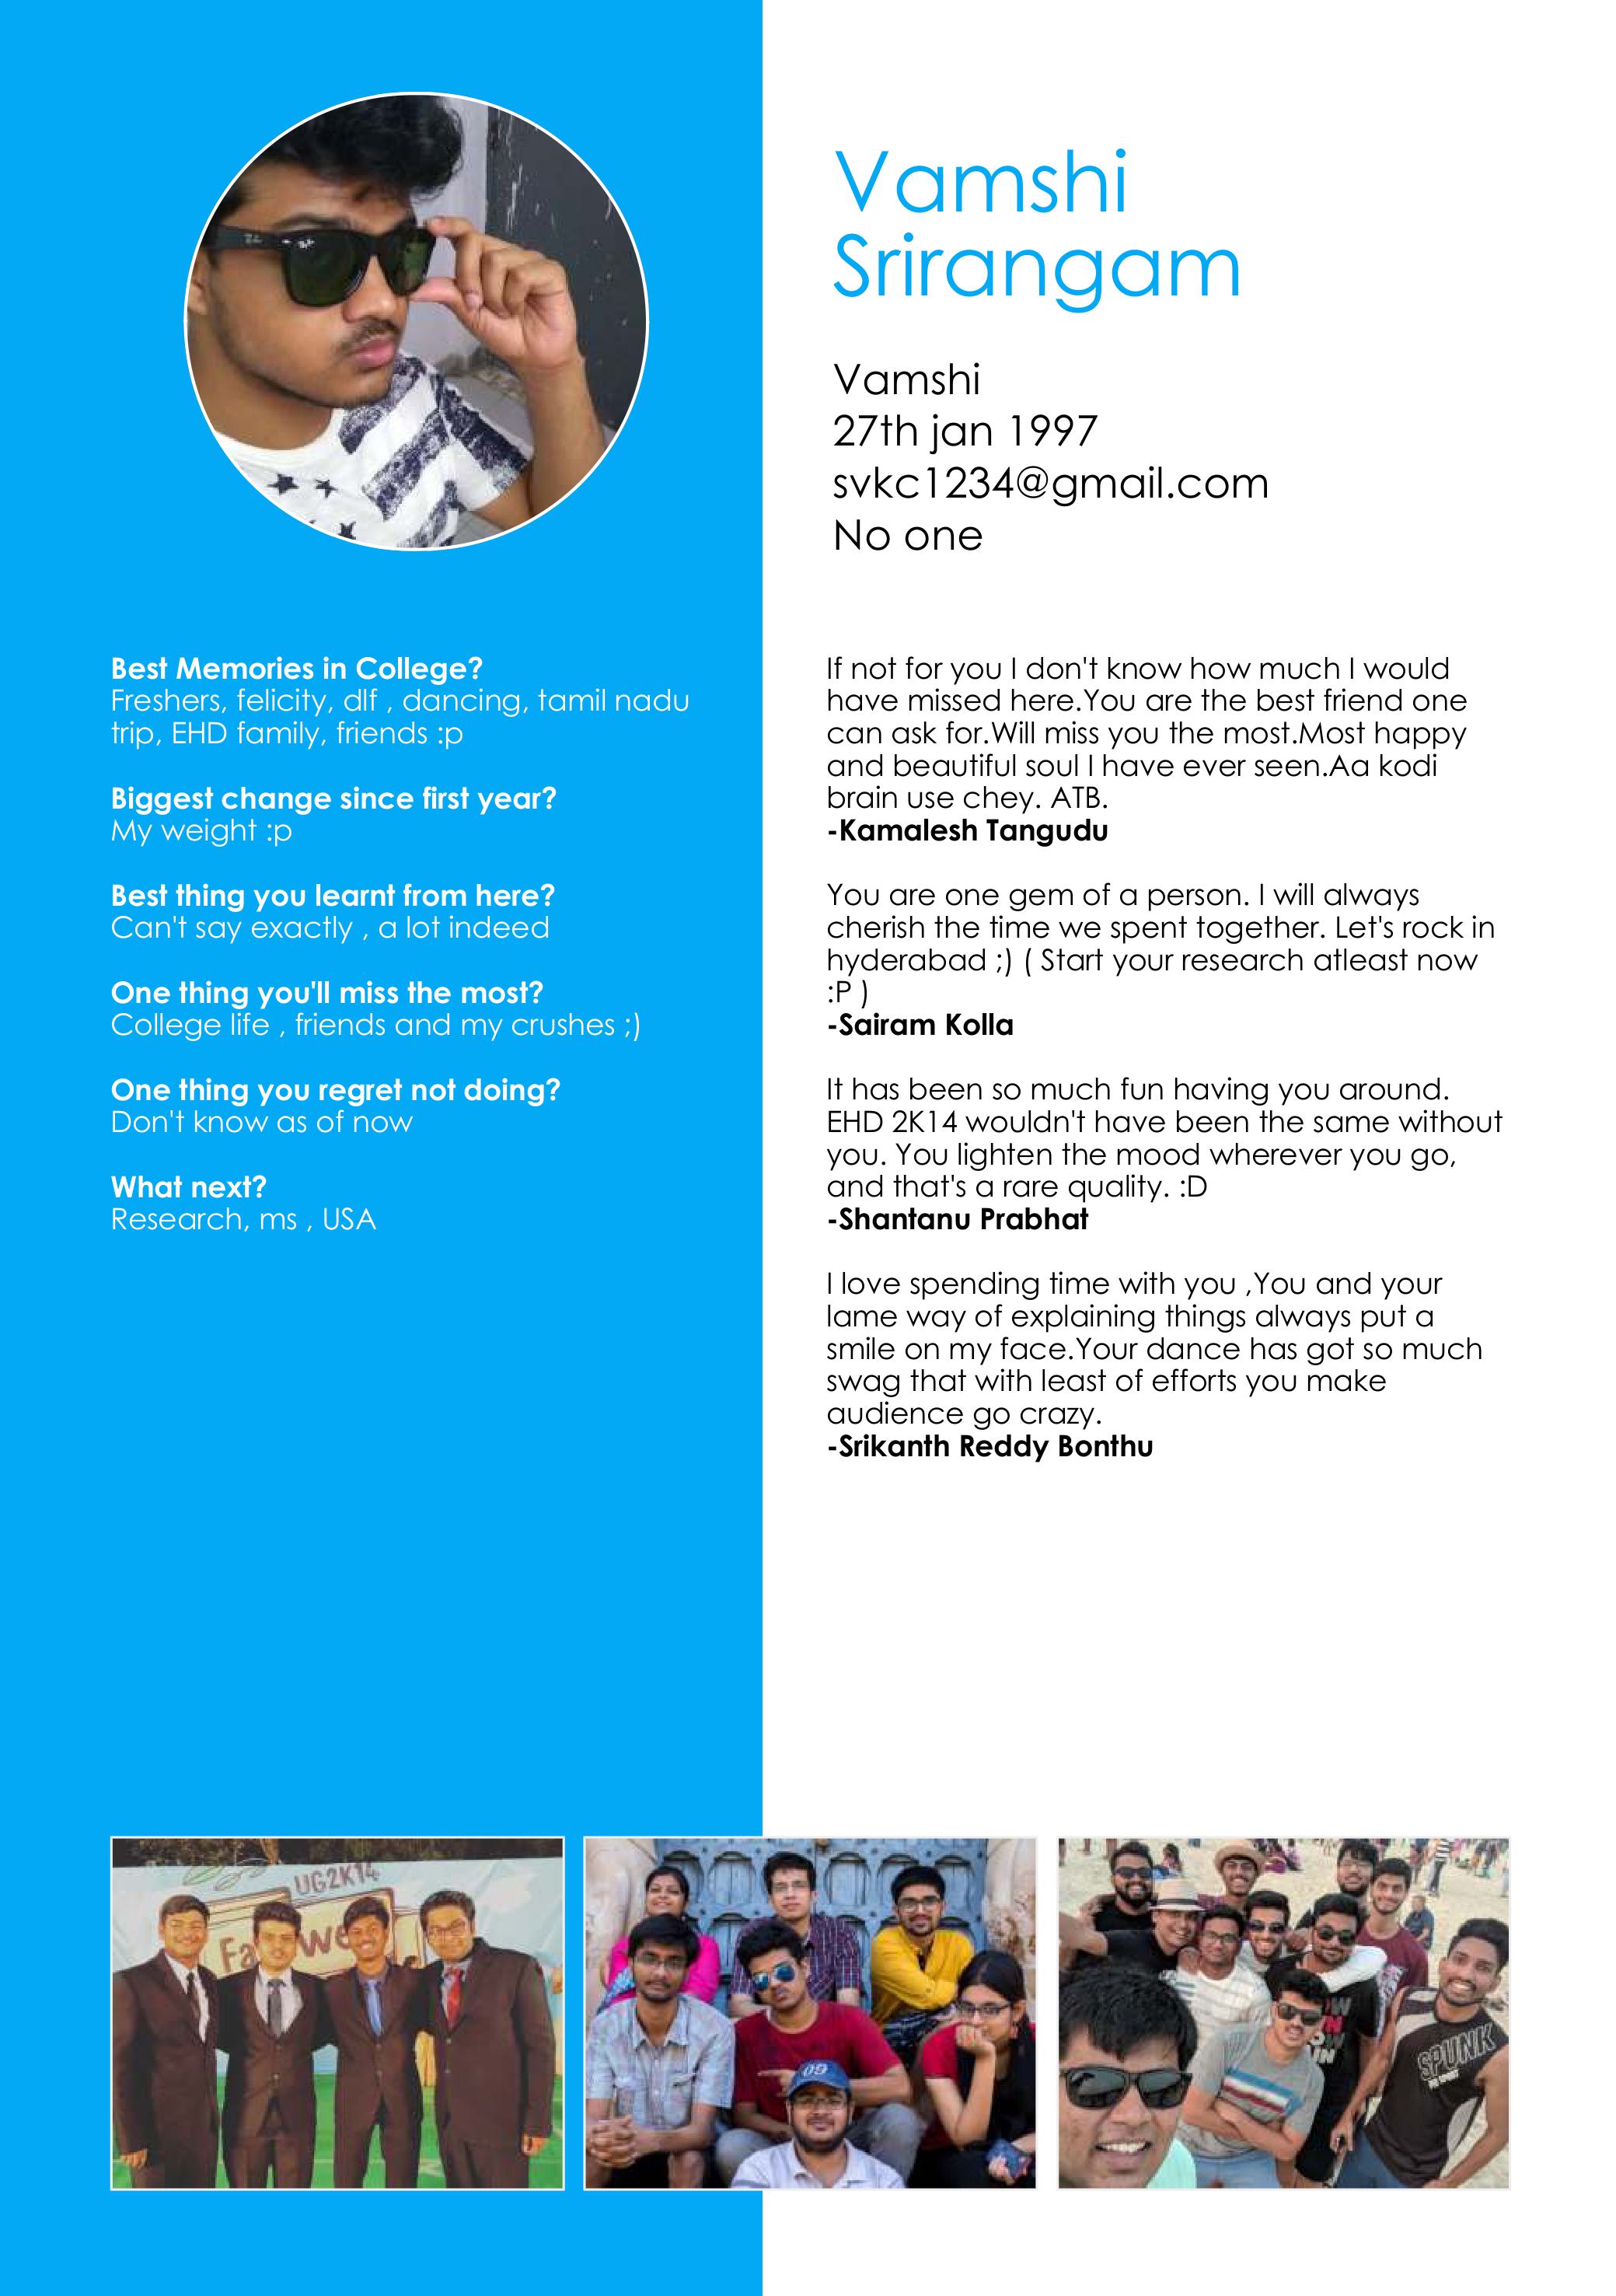 Vamshi
Srirangam
Vamshi
27th jan 1997
svkc1234@gmail.com
No one
Best Memories in College?
Freshers, felicity, dlf , dancing, tamil nadu
trip, EHD family, friends :p
Biggest change since first year?
My weight :p
Best thing you learnt from here?
Can't say exactly , a lot indeed
One thing you'll miss the most?
College life , friends and my crushes ;)
One thing you regret not doing?
Don't know as of now
What next?
Research, ms , USA
If not for you I don't know how much I would
have missed here.You are the best friend one
can ask for.Will miss you the most.Most happy
and beautiful soul I have ever seen.Aa kodi
brain use chey. ATB.
-Kamalesh Tangudu
You are one gem of a person. I will always
cherish the time we spent together. Let's rock in
hyderabad ;) ( Start your research atleast now
:P )
-Sairam Kolla
It has been so much fun having you around.
EHD 2K14 wouldn't have been the same without
you. You lighten the mood wherever you go,
and that's a rare quality. :D
-Shantanu Prabhat
I love spending time with you ,You and your
lame way of explaining things always put a
smile on my face.Your dance has got so much
swag that with least of efforts you make
audience go crazy.
-Srikanth Reddy Bonthu
UG2K14
09
SPUNK